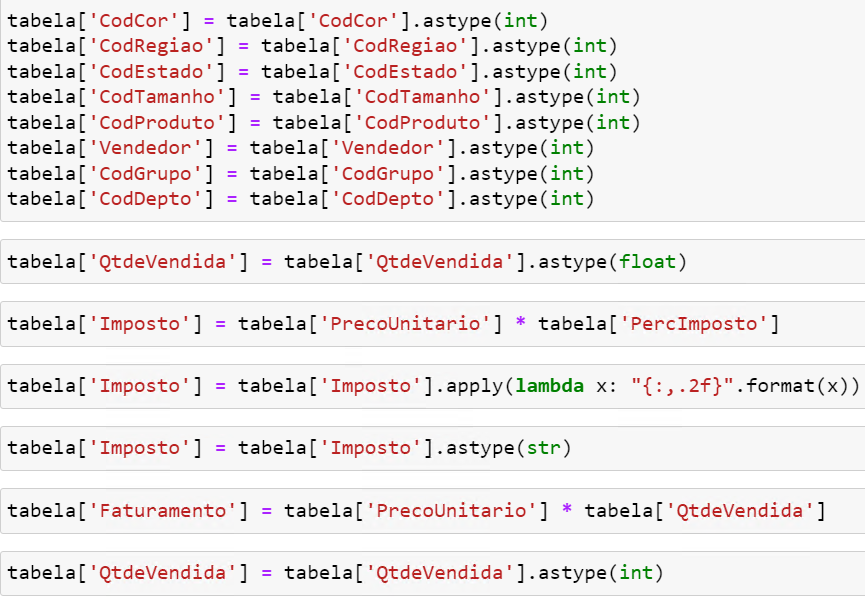 tabela['CodCor'] = tabela['CodCor'].astype(int)
tabela['CodRegiao'] = tabela['CodRegiao'].astype(int)
tabela['CodEstado'] = tabela['CodEstado'].astype(int)
tabela['CodTamanho'] = tabela['CodTamanho'].astype(int)
tabela['CodProduto'] = tabela['CodProduto'].astype(int)
tabela['Vendedor'] = tabela['Vendedor'].astype(int)
tabela['CodGrupo'] = tabela['CodGrupo'].astype(int)
tabela['CodDepto'] = tabela['CodDepto'].astype(int)
tabela['QtdeVendida'] = tabela['QtdeVendida'].astype(float)
tabela['Imposto'] = tabela['PrecoUnitario'] * tabela['PercImposto']
tabela['Imposto'] = tabela['Imposto'].apply(lambda x: "{:,.2f}".format(x))
tabela['Imposto'] = tabela['Imposto'].astype(str)
tabela['Faturamento'] = tabela['PrecoUnitario'] * tabela['QtdeVendida']
tabela['QtdeVendida'] = tabela['QtdeVendida'].astype(int)